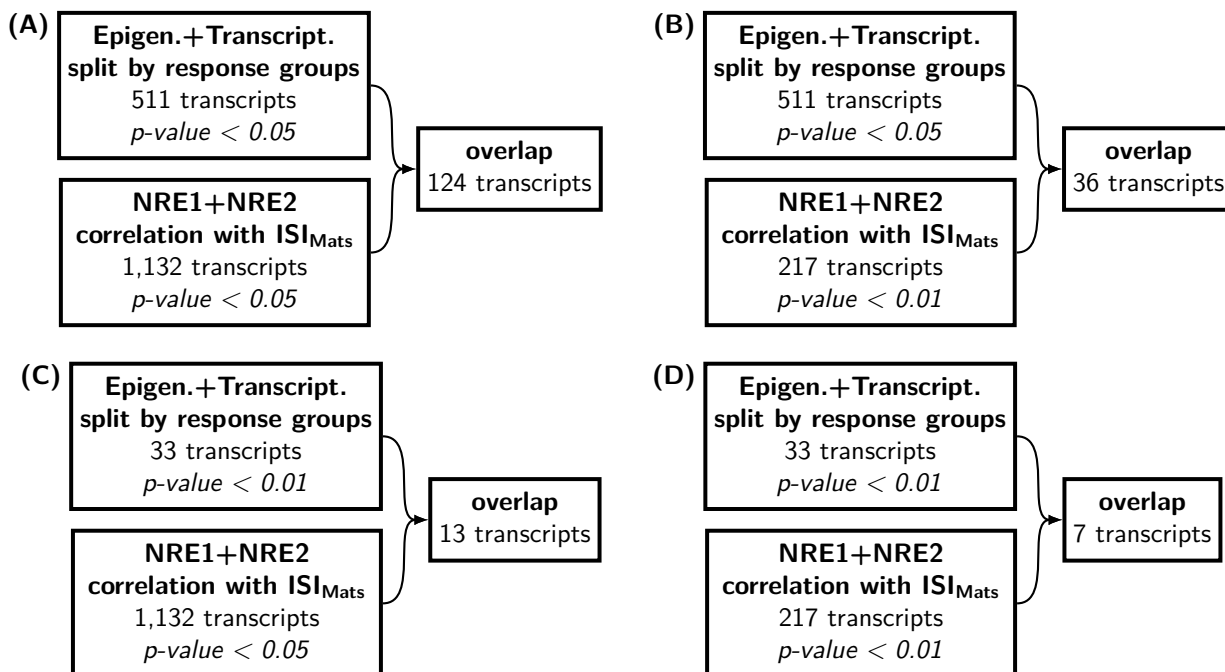 (A)
Epigen.+Transcript.
split by response groups
511 transcripts
p-value < 0.05
NRE1+NRE2
correlation with ISIMats
1,132 transcripts
p-value < 0.05
overlap
124 transcripts
(B)
Epigen.+Transcript.
split by response groups
511 transcripts
p-value < 0.05
NRE1+NRE2
correlation with ISIMats
217 transcripts
p-value < 0.01
overlap
36 transcripts
(C)
Epigen.+Transcript.
split by response groups
33 transcripts
p-value < 0.01
NRE1+NRE2
correlation with ISIMats
1,132 transcripts
p-value < 0.05
overlap
13 transcripts
(D)
Epigen.+Transcript.
split by response groups
33 transcripts
p-value < 0.01
NRE1+NRE2
correlation with ISIMats
217 transcripts
p-value < 0.01
overlap
7 transcripts